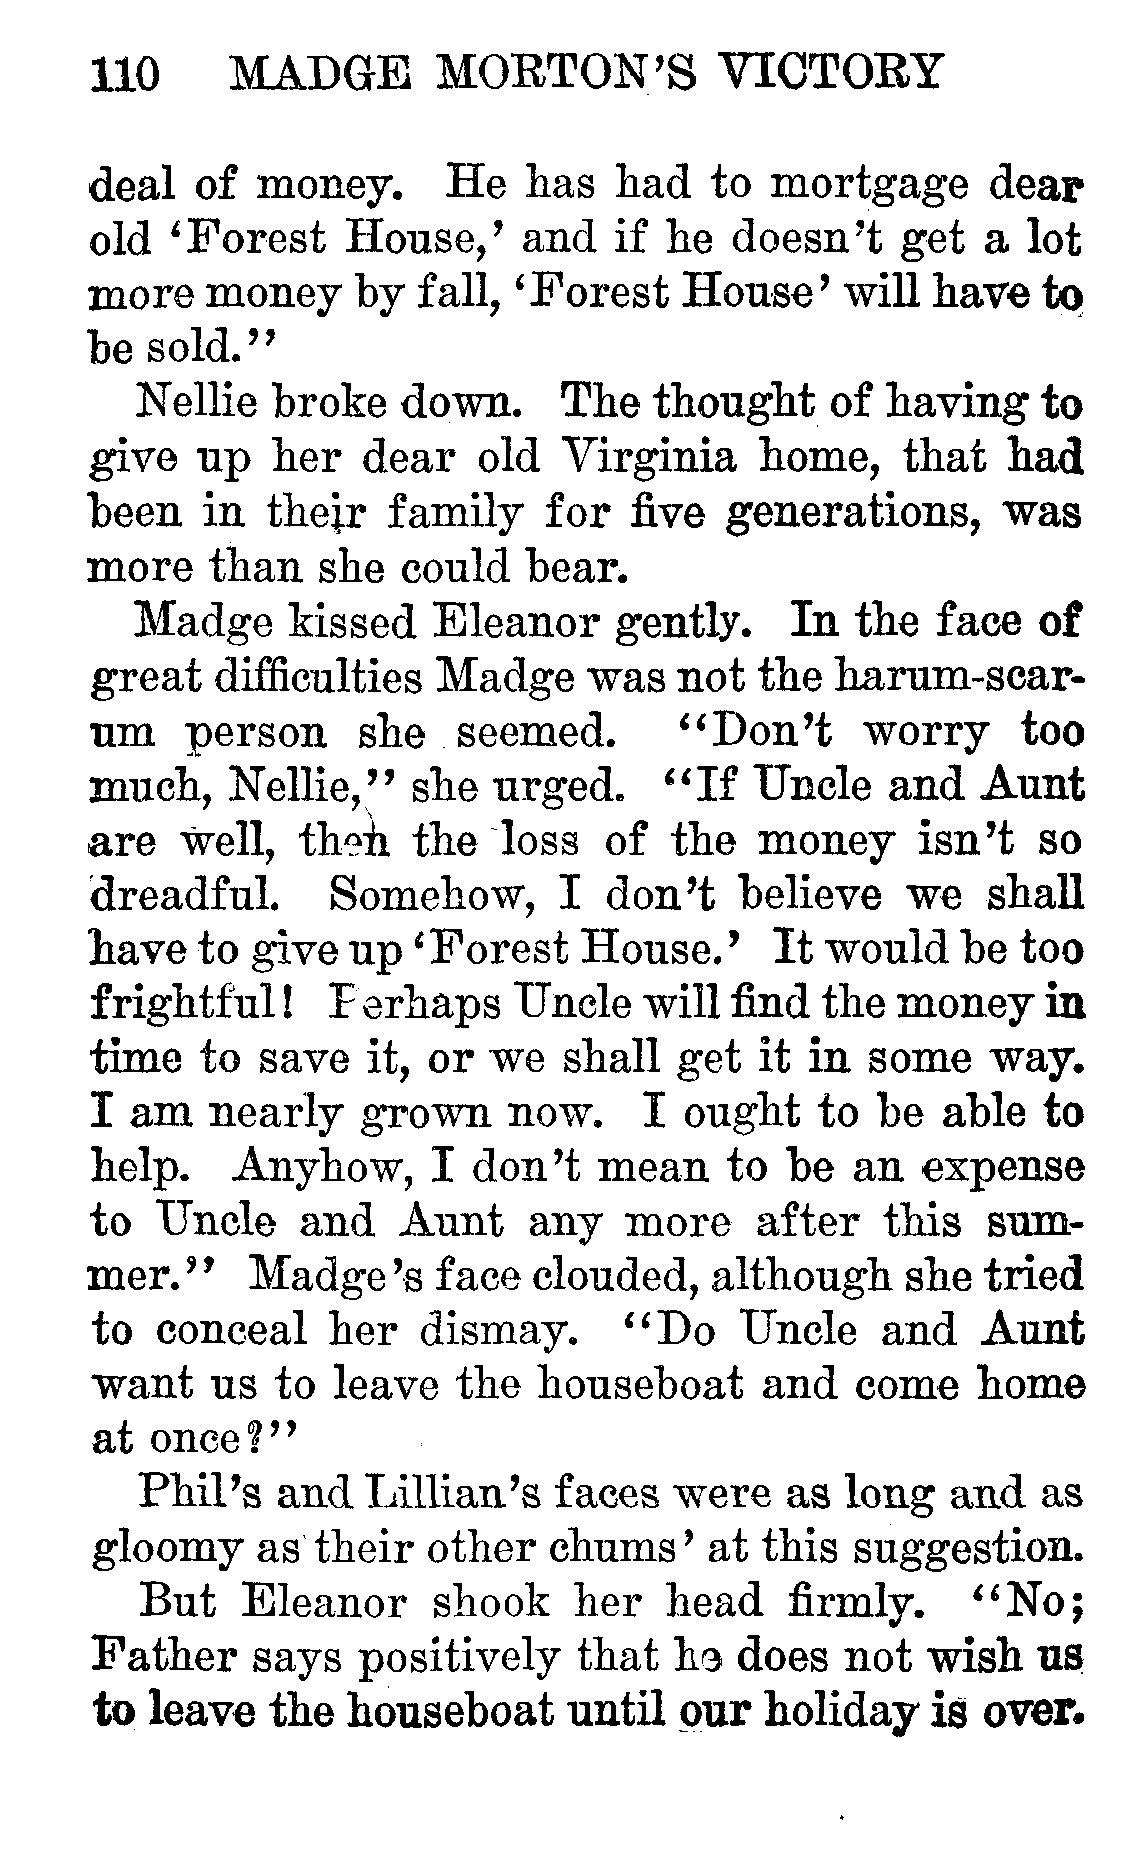 110 MADGE MORTON'S VICTORY
deal of money. He has had to mortgage dear
old ‘Forest House,’ and if he doesn't get a lot
more money by fall, ‘Forest House’ will have to
be sold.”
Nellie broke down. The thought of having to
give up her dear old Virginia home, that had
been in their family for five generations, was
more than she could bear.
Madge kissed Eleanor gently. In the face of
great difficulties Madge was not the harum-scar-
um person she seemed. “Don't worry too
much, Nellie,” she urged. “If Uncle and Aunt
are well, then the loss of the money isn't so
dreadful. Somehow, I don't believe we shall
have to give up ‘Forest House.’ It would be too
frightful! Perhaps Uncle will find the money in
time to save it, or we shall get it in some way.
I am nearly grown now. I ought to be able to
help. Anyhow, I don't mean to be an expense
to Uncle and Aunt any more after this sum-
mer.” Madge's face clouded, although she tried
to conceal her dismay. “Do Uncle and Aunt
want us to leave the houseboat and come home
at once?”
Phil's and Lillian's faces were as long and as
gloomy as their other chums’ at this suggestion.
But Eleanor shook her head firmly. “No;
Father says positively that he does not wish us
to leave the houseboat until our holiday is over.